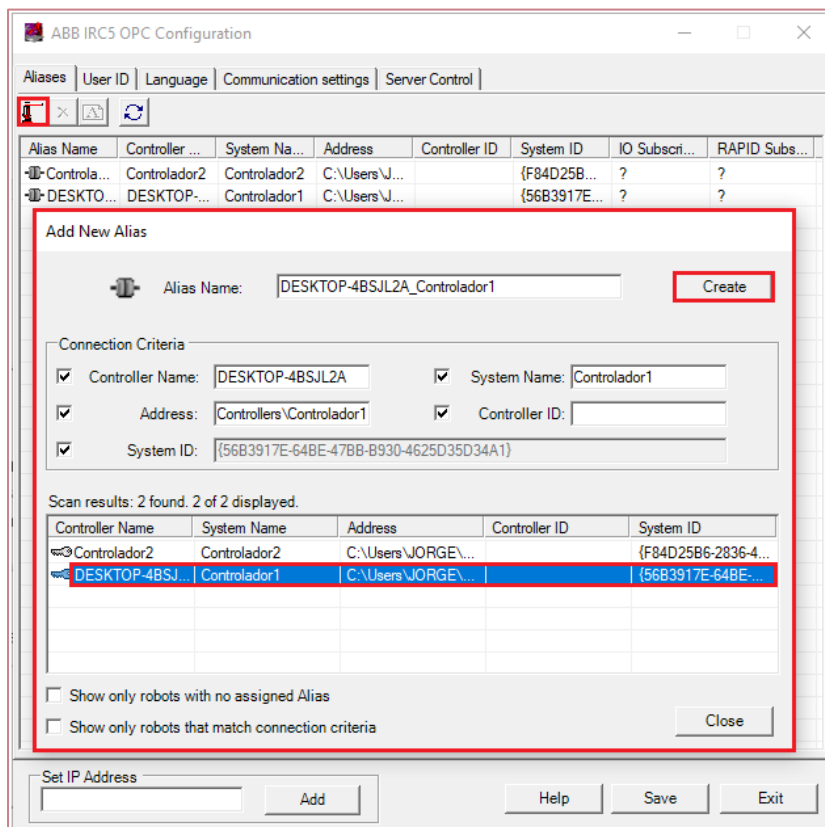 ABB IRC5 OPC Configuration
Aliases User ID Language Communication settings Server Control
Alias Name Controller ... System Na... Address Controller ID System ID IO Subscri... RAPID Subs...
Controla... Controlador2 Controlador2 C:\Users\J... {F84D25B... ? ?
DESKTO... DESKTOP-... Controlador1 C:\Users\J... {56B3917E... ? ?
Add New Alias
Alias Name: DESKTOP-4BSJL2A_Controlador1 Create
Connection Criteria
Controller Name: DESKTOP-4BSJL2A System Name: Controlador1
Address: Controllers\Controlador1 Controller ID:
System ID: {56B3917E-64BE-47BB-B930-4625D35D34A1}
Scan results: 2 found. 2 of 2 displayed.
Controller Name System Name Address Controller ID System ID
Controlador2 Controlador2 C:\Users\JORGE\... {F84D25B6-2836-4...
DESKTOP-4BSJ... Controlador1 C:\Users\JORGE\... {56B3917E-64BE-...
Show only robots with no assigned Alias
Show only robots that match connection criteria
Close
Set IP Address
Add Help Save Exit